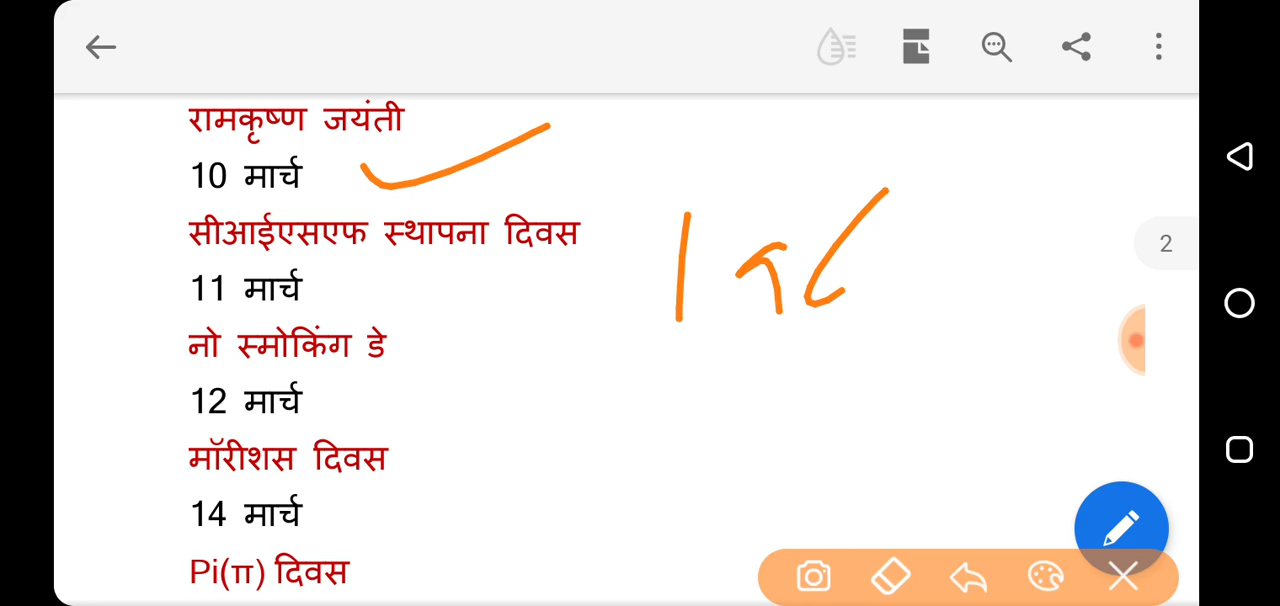 रामकृष्ण जयंती
10 मार्च
सीआईएसएफ स्थापना दिवस
11 मार्च
नो स्मोकिंग डे
12 मार्च
मॉरीशस दिवस
14 मार्च
Pi(π) दिवस
2